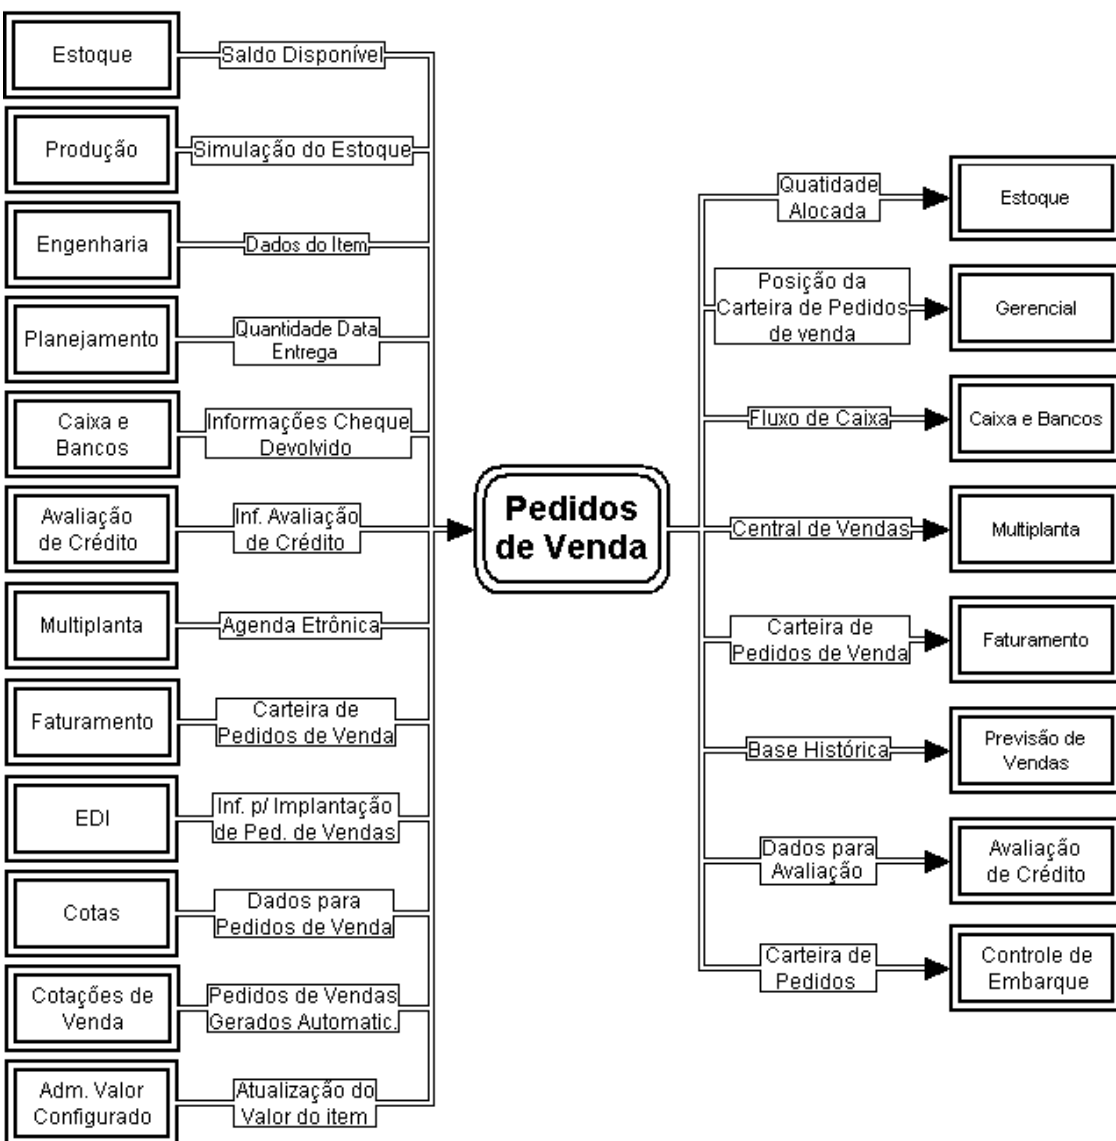 Estoque
Saldo Disponível
Produção
Simulação do Estoque
Engenharia
Dados do Item
Planejamento
Quantidade Data
Entrega
Caixa e
Bancos
Informações Cheque
Devolvido
Avaliação
de Crédito
Inf. Avaliação
de Crédito
Multiplanta
Agenda Etrônica
Faturamento
Carteira de
Pedidos de Venda
EDI
Inf. p/ Implantação
de Ped. de Vendas
Cotas
Dados para
Pedidos de Venda
Cotações de
Venda
Pedidos de Vendas
Gerados Automatic.
Adm. Valor
Configurado
Atualização do
Valor do item
Pedidos
de Venda
Quatidade
Alocada
Estoque
Posição da
Carteira de Pedidos
de venda
Gerencial
Fluxo de Caixa
Caixa e Bancos
Central de Vendas
Multiplanta
Carteira de
Pedidos de Venda
Faturamento
Base Histórica
Previsão de
Vendas
Dados para
Avaliação
Avaliação
de Crédito
Carteira de
Pedidos
Controle de
Embarque